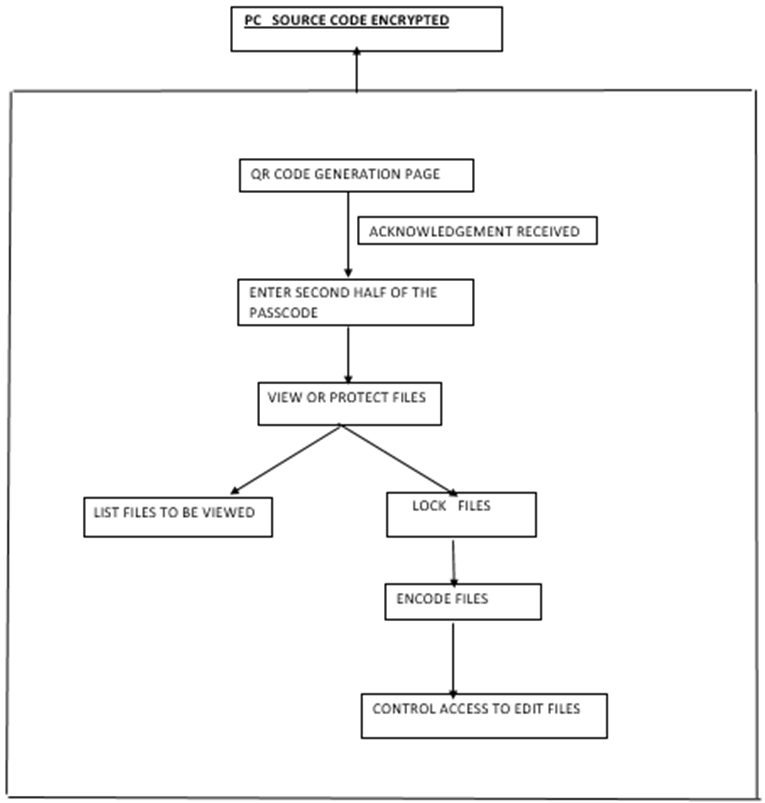 PC SOURCE CODE ENCRYPTED
QR CODE GENERATION PAGE
ACKNOWLEDGEMENT RECEIVED
ENTER SECOND HALF OF THE
PASSCODE
VIEW OR PROTECT FILES
LIST FILES TO BE VIEWED
LOCK FILES
ENCODE FILES
CONTROL ACCESS TO EDIT FILES